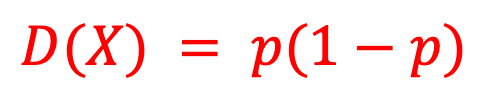 D(X) = p(1 − p)